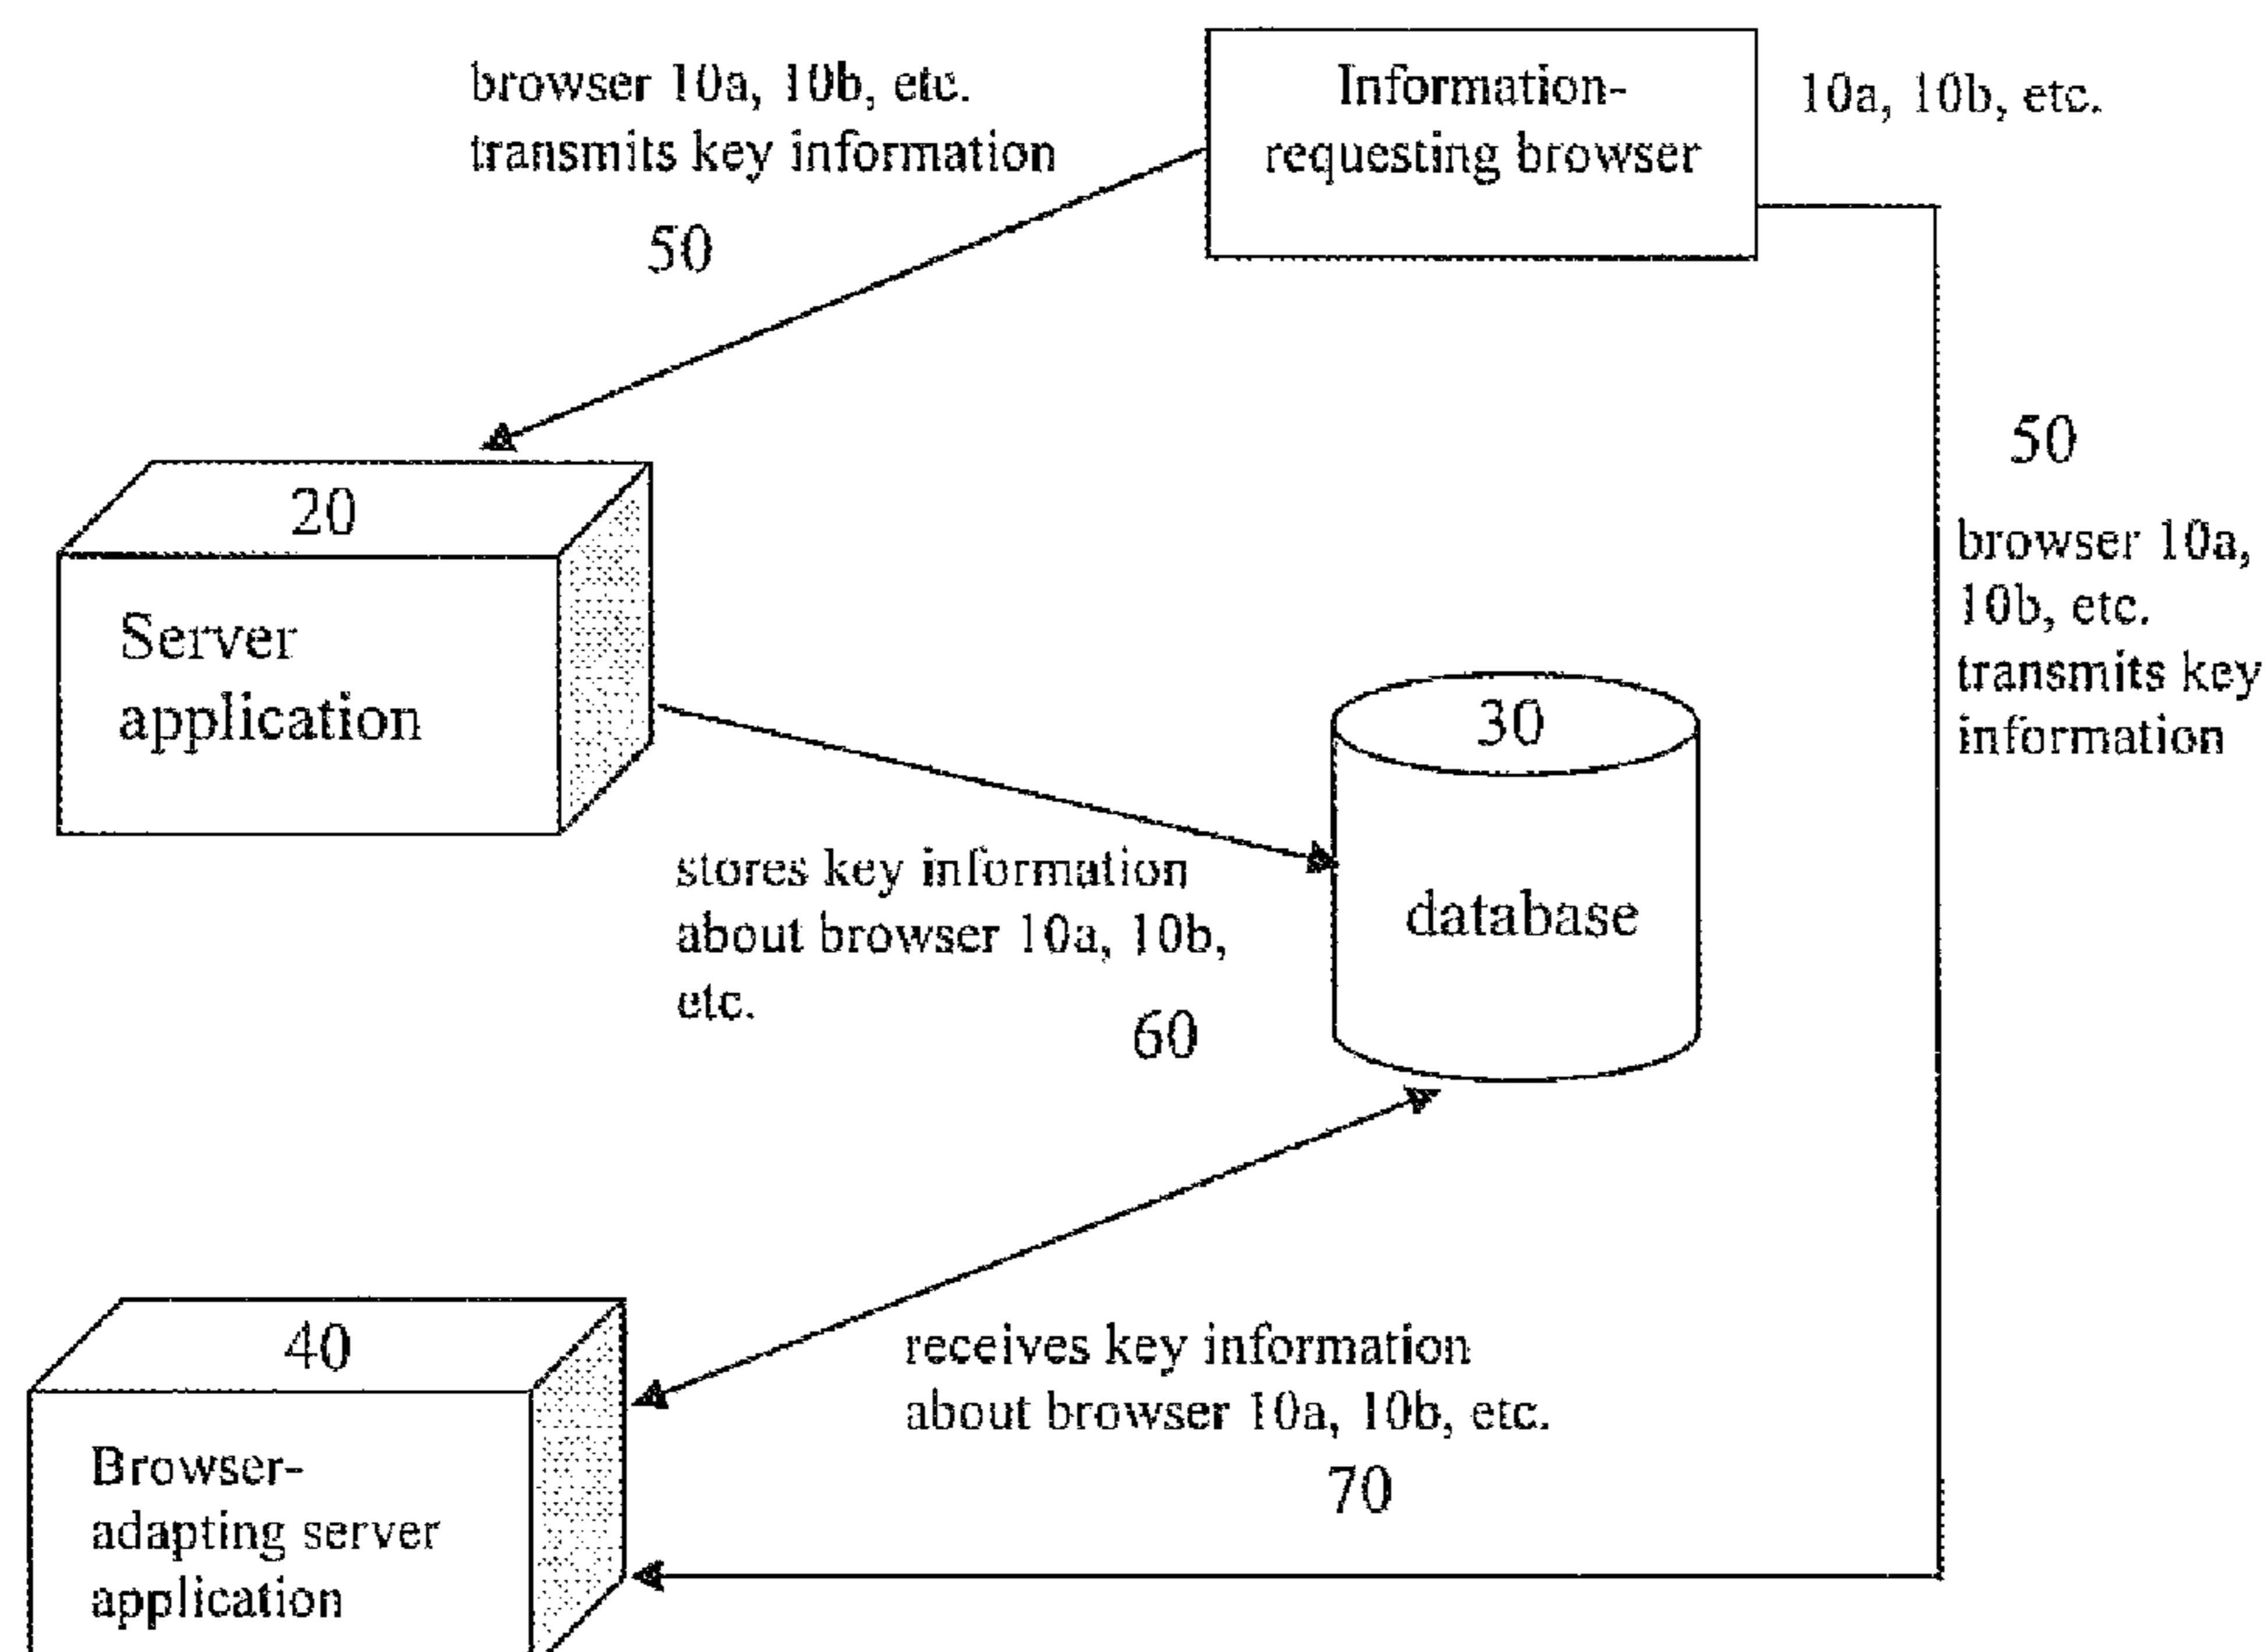 browser 10a, 10b, etc.
transmits key information
50
Information-
requesting browser
10a, 10b, etc.
50
browser 10a,
10b, etc.
transmits key
information
20
Server
application
30
database
stores key information
about browser 10a, 10b,
etc.
60
40
Browser-
adapting server
application
receives key information
about browser 10a, 10b, etc.
70